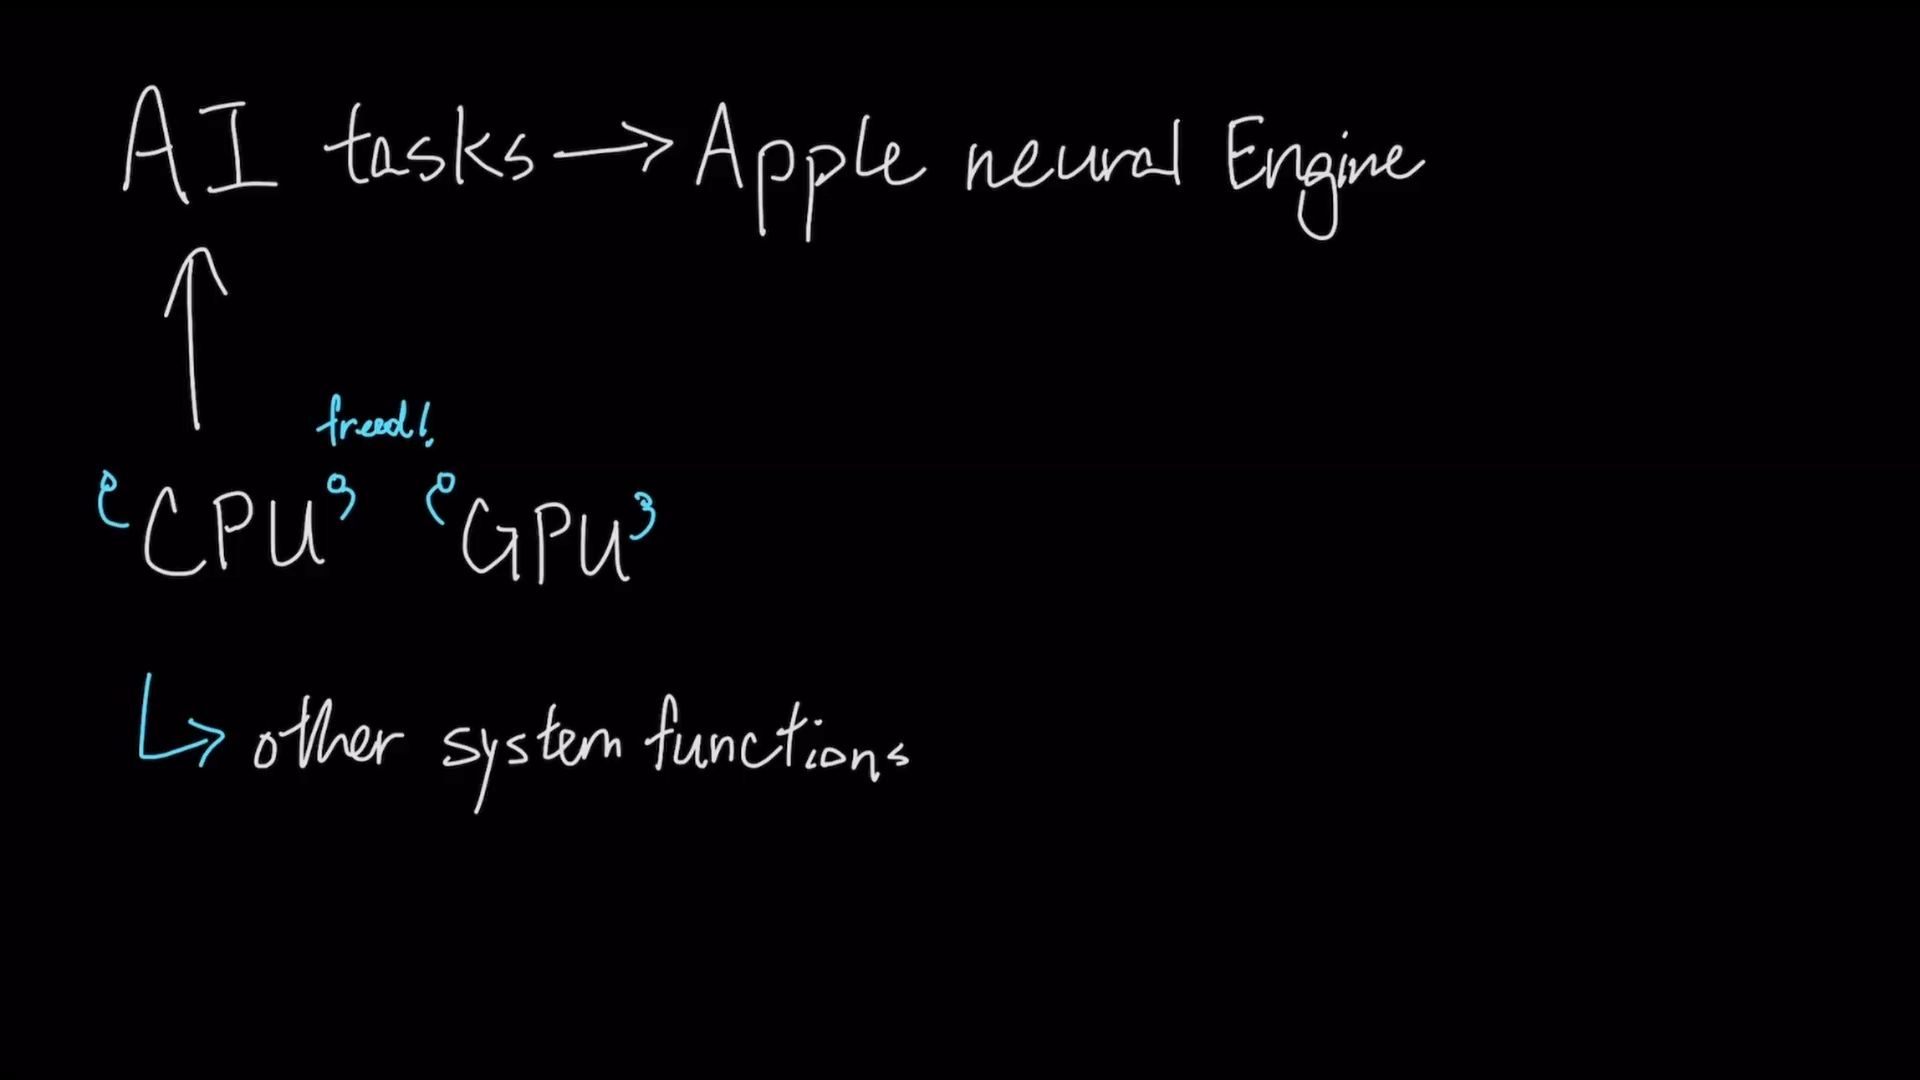 AI tasks → Apple neural Engine
freed!
CPU GPU
other system functions